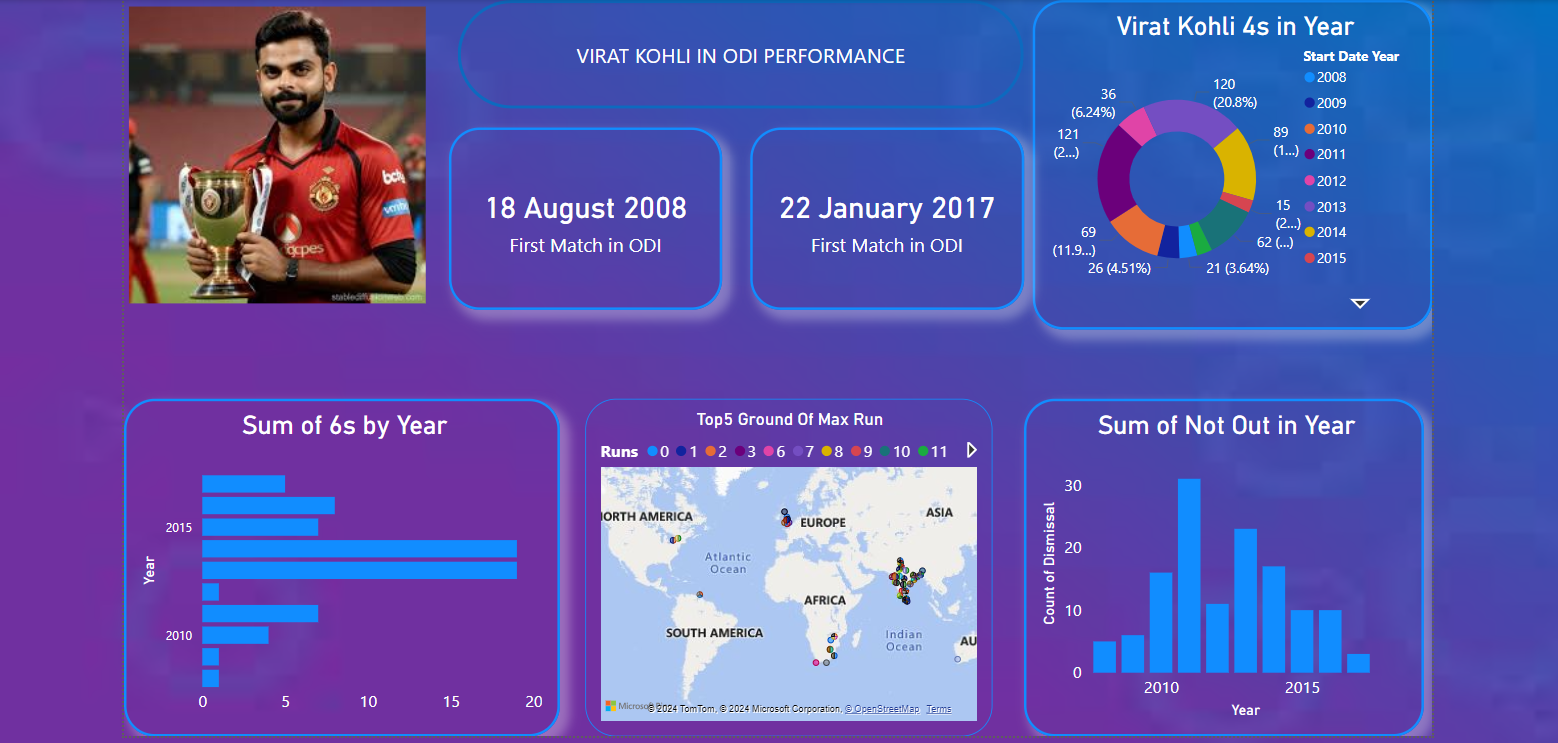 VIRAT KOHLI IN ODI PERFORMANCE
18 August 2008
First Match in ODI
22 January 2017
First Match in ODI
Virat Kohli 4s in Year
Start Date Year
2008
2009
2010
2011
2012
2013
2014
2015
120
(20.8%)
89
(1...)
15
(2...)
62 (...)
21 (3.64%)
26 (4.51%)
69
(11.9...)
121
(2...)
36
(6.24%)
stablediffusionweb.com
Sum of 6s by Year
Year
2015
2010
0 5 10 15 20
Top5 Ground Of Max Run
Runs 0 1 2 3 6 7 8 9 10 11
ORTH AMERICA
EUROPE
ASIA
Atlantic
Ocean
AFRICA
SOUTH AMERICA
Indian
Ocean
AU
© 2024 TomTom, © 2024 Microsoft Corporation, © OpenStreetMap Terms
Sum of Not Out in Year
Count of Dismissal
30
20
10
0
2010 2015
Year